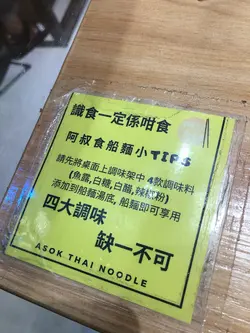 識食一定係咁食
阿叔食船麵小TIPS
請先將桌面上調味架中4款調味料
(魚露,白糖,白醋,辣椒粉)
添加到船麵湯底,船麵即可享用
四大調味
缺一不可
ASOK THAI NOODLE